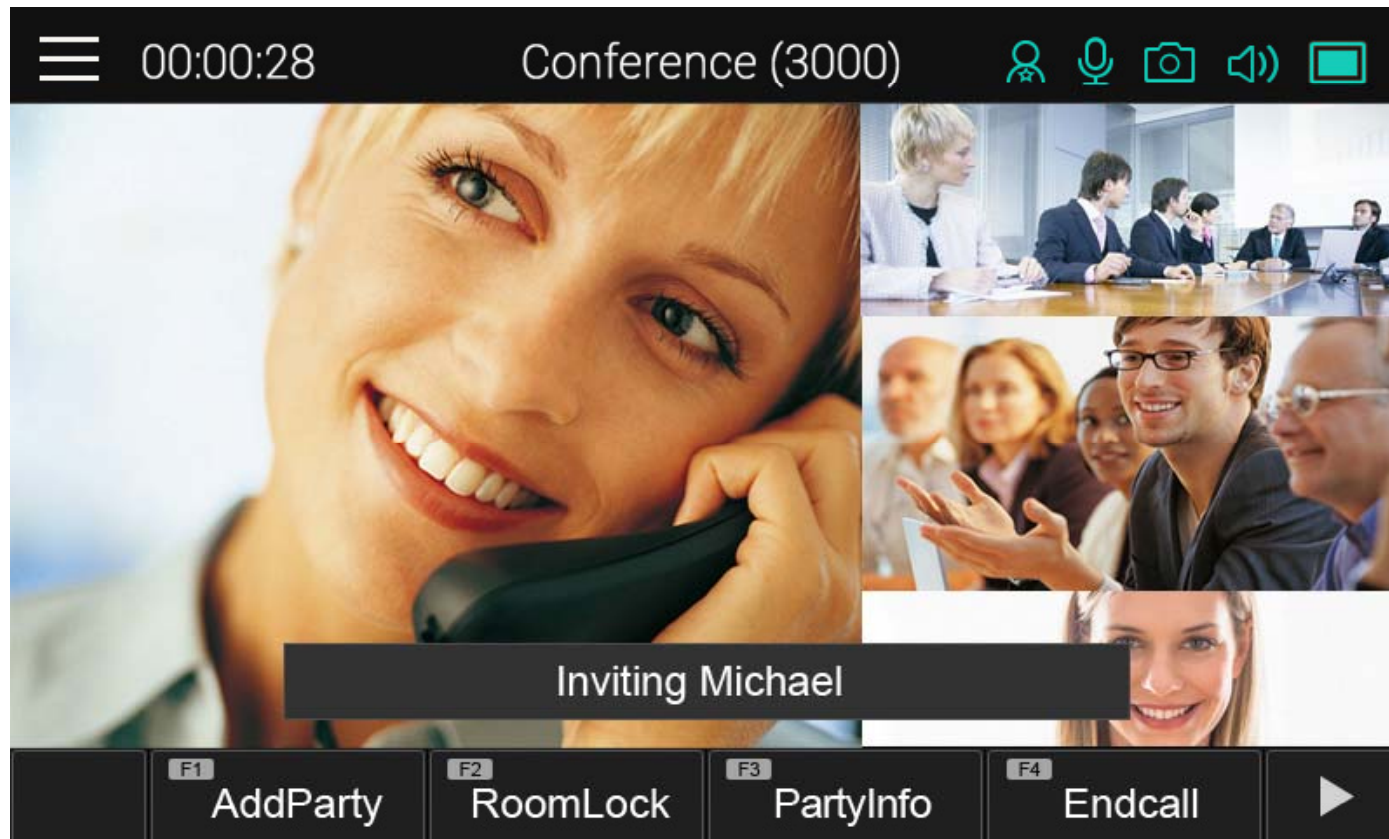 00:00:28
Conference (3000)
Inviting Michael
F1
AddParty
F2
RoomLock
F3
PartyInfo
F4
Endcall